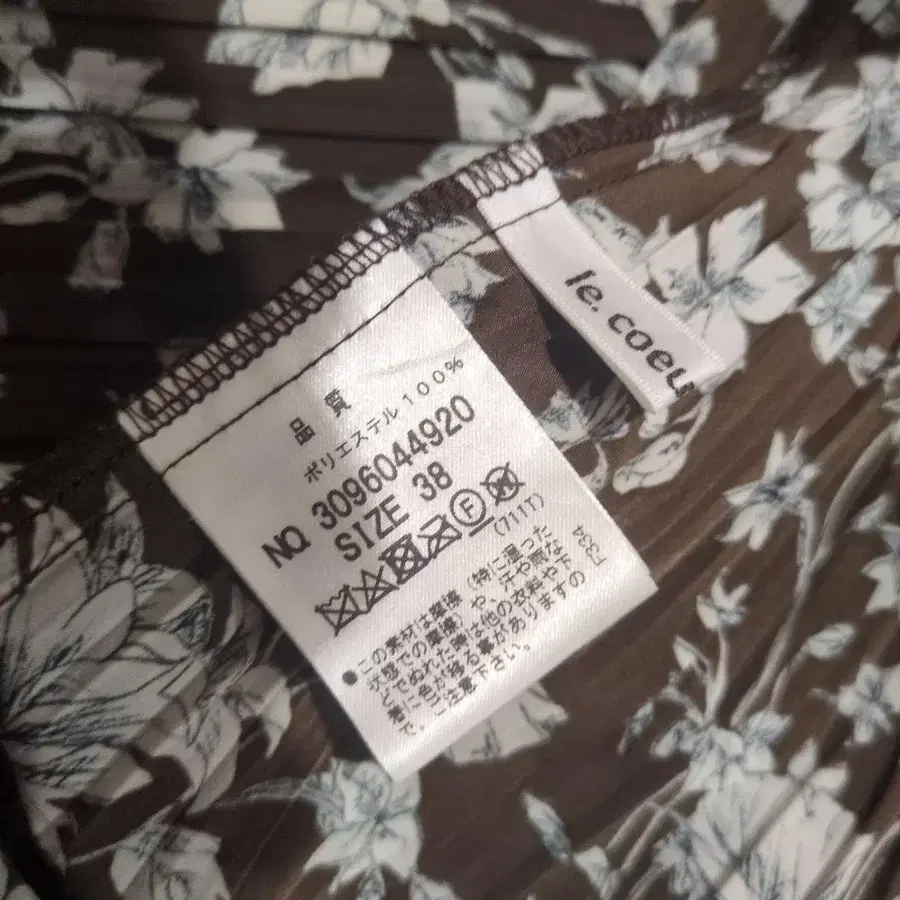 le. coeu
品質
ポリエステル100%
NO. 3096044920
SIZE 38
F
W
(7117)
●この素材は摩擦（特に湿った
状態での摩擦）や、汗や雨な
どでぬれた時は他の衣料や下
着に色が移る事がありますの
で、ご注意下さい。